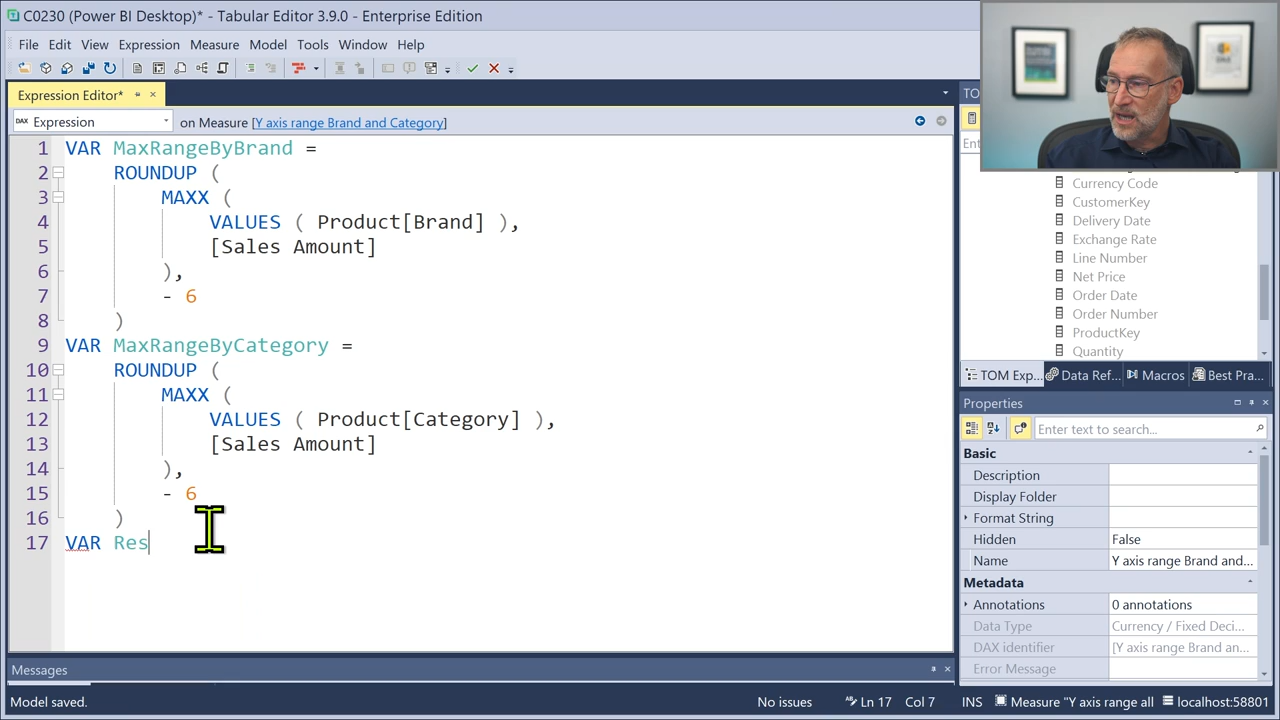 C0230 (Power BI Desktop)* - Tabular Editor 3.9.0 - Enterprise Edition
File Edit View Expression Measure Model Tools Window Help
Expression Editor*
DAX Expression on Measure [Y axis range Brand and Category]
1 VAR MaxRangeByBrand =
2 ROUNDUP (
3 MAXX (
4 VALUES ( Product[Brand] ),
5 [Sales Amount]
6 ),
7 - 6
8 )
9 VAR MaxRangeByCategory =
10 ROUNDUP (
11 MAXX (
12 VALUES ( Product[Category] ),
13 [Sales Amount]
14 ),
15 - 6
16 )
17 VAR Res
Messages
Model saved.
No issues
Ln 17 Col 7
INS Measure "Y axis range all localhost:58801
Currency Code
CustomerKey
Delivery Date
Exchange Rate
Line Number
Net Price
Order Date
Order Number
ProductKey
Quantity
TOM Exp... Data Ref... Macros Best Pra...
Properties
Enter text to search...
Basic
Description
Display Folder
Format String
Hidden False
Name Y axis range Brand and...
Metadata
Annotations 0 annotations
Data Type Currency / Fixed Deci...
DAX identifier [Y axis range Brand an...
Error Message